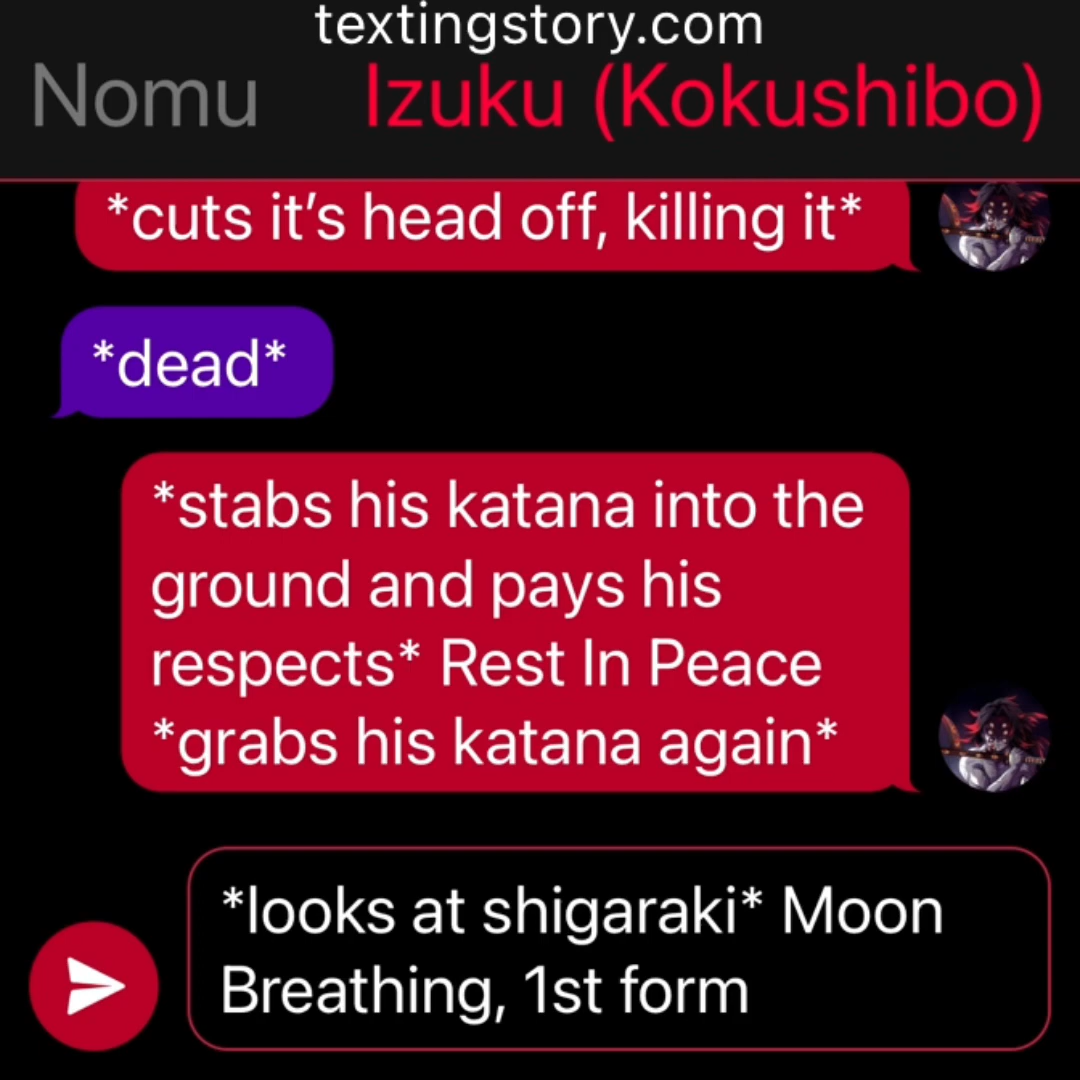 textingstory.com
Nomu Izuku (Kokushibo)
*cuts it’s head off, killing it*
*dead*
*stabs his katana into the
ground and pays his
respects* Rest In Peace
*grabs his katana again*
*looks at shigaraki* Moon
Breathing, 1st form